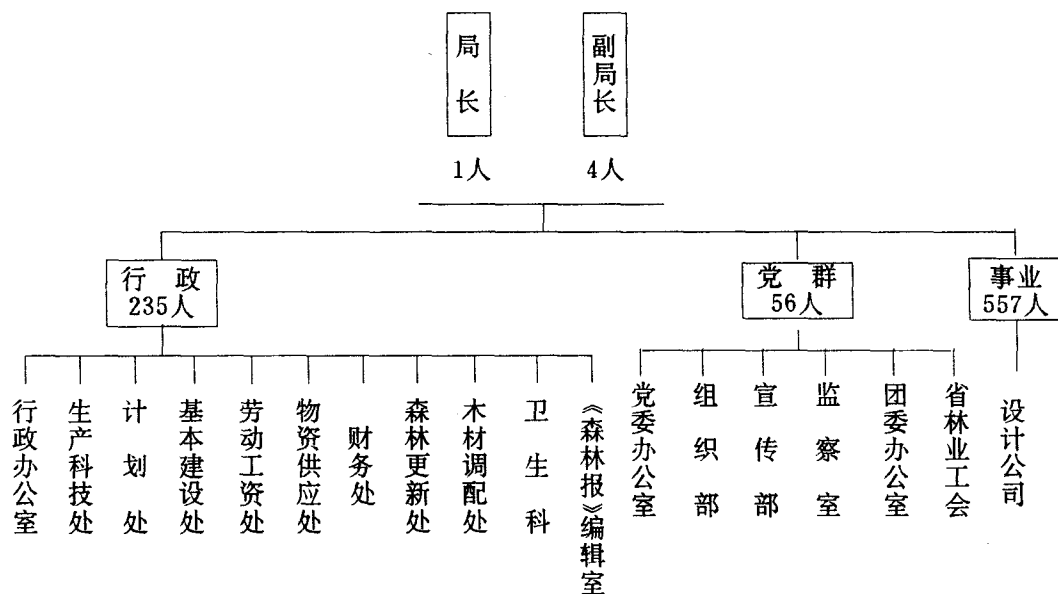 局长
副局长
1人
4人
行政
235人
党群
56人
事业
557人
行政办公室
生产科技处
计划处
基本建设处
劳动工资处
物资供应处
财务处
森林更新处
木材调配处
卫生科
《森林报》编辑室
党委办公室
组织部
宣传部
监察室
团委办公室
省林业工会
设计公司